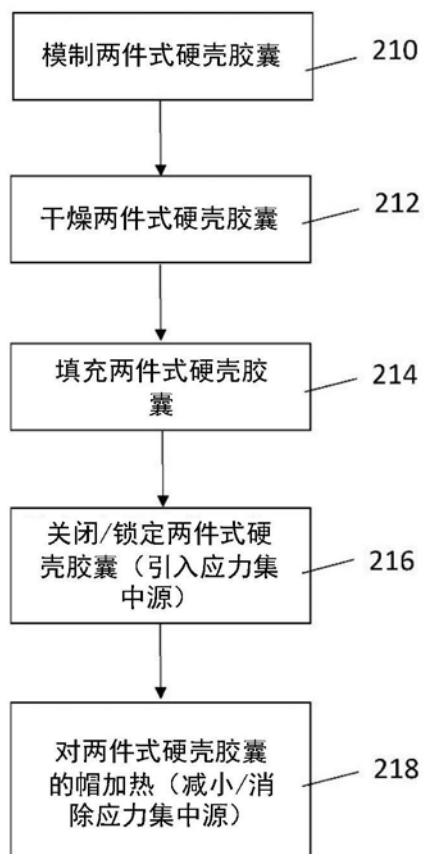 模制两件式硬壳胶囊
210
干燥两件式硬壳胶囊
212
填充两件式硬壳胶
囊
214
关闭/锁定两件式硬
壳胶囊（引入应力集
中源）
216
对两件式硬壳胶囊
的帽加热（减小/消
除应力集中源）
218